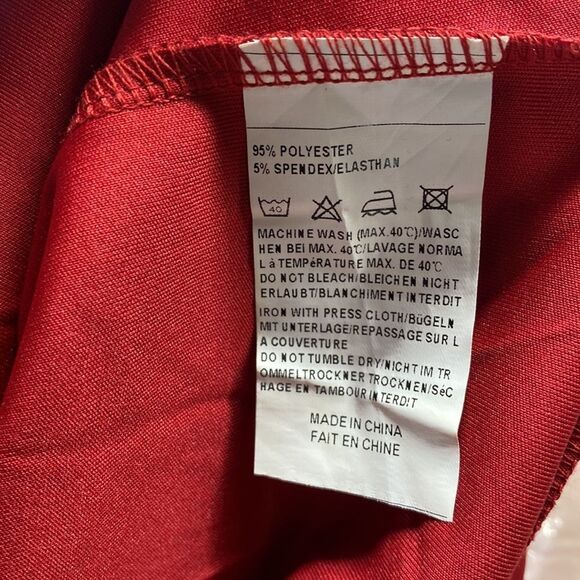 95% POLYESTER
5% SPENDEX/ELASTHAN
40
MACHINE WASH (MAX.40℃)/WASC
HEN BEI MAX. 40℃/LAVAGE NORMA
L à TEMPéRATURE MAX. DE 40℃
DO NOT BLEACH/BLEICHEN NICHT
ERLAUBT/BLANCHIMENT INTERDIT
IRON WITH PRESS CLOTH/BüGELN
MIT UNTERLAGE/REPASSAGE SUR L
A COUVERTURE
DO NOT TUMBLE DRY/NICHT IM TR
OMMELTROCKNER TROCKNEN/SéC
HAGE EN TAMBOUR INTERDIT
MADE IN CHINA
FAIT EN CHINE